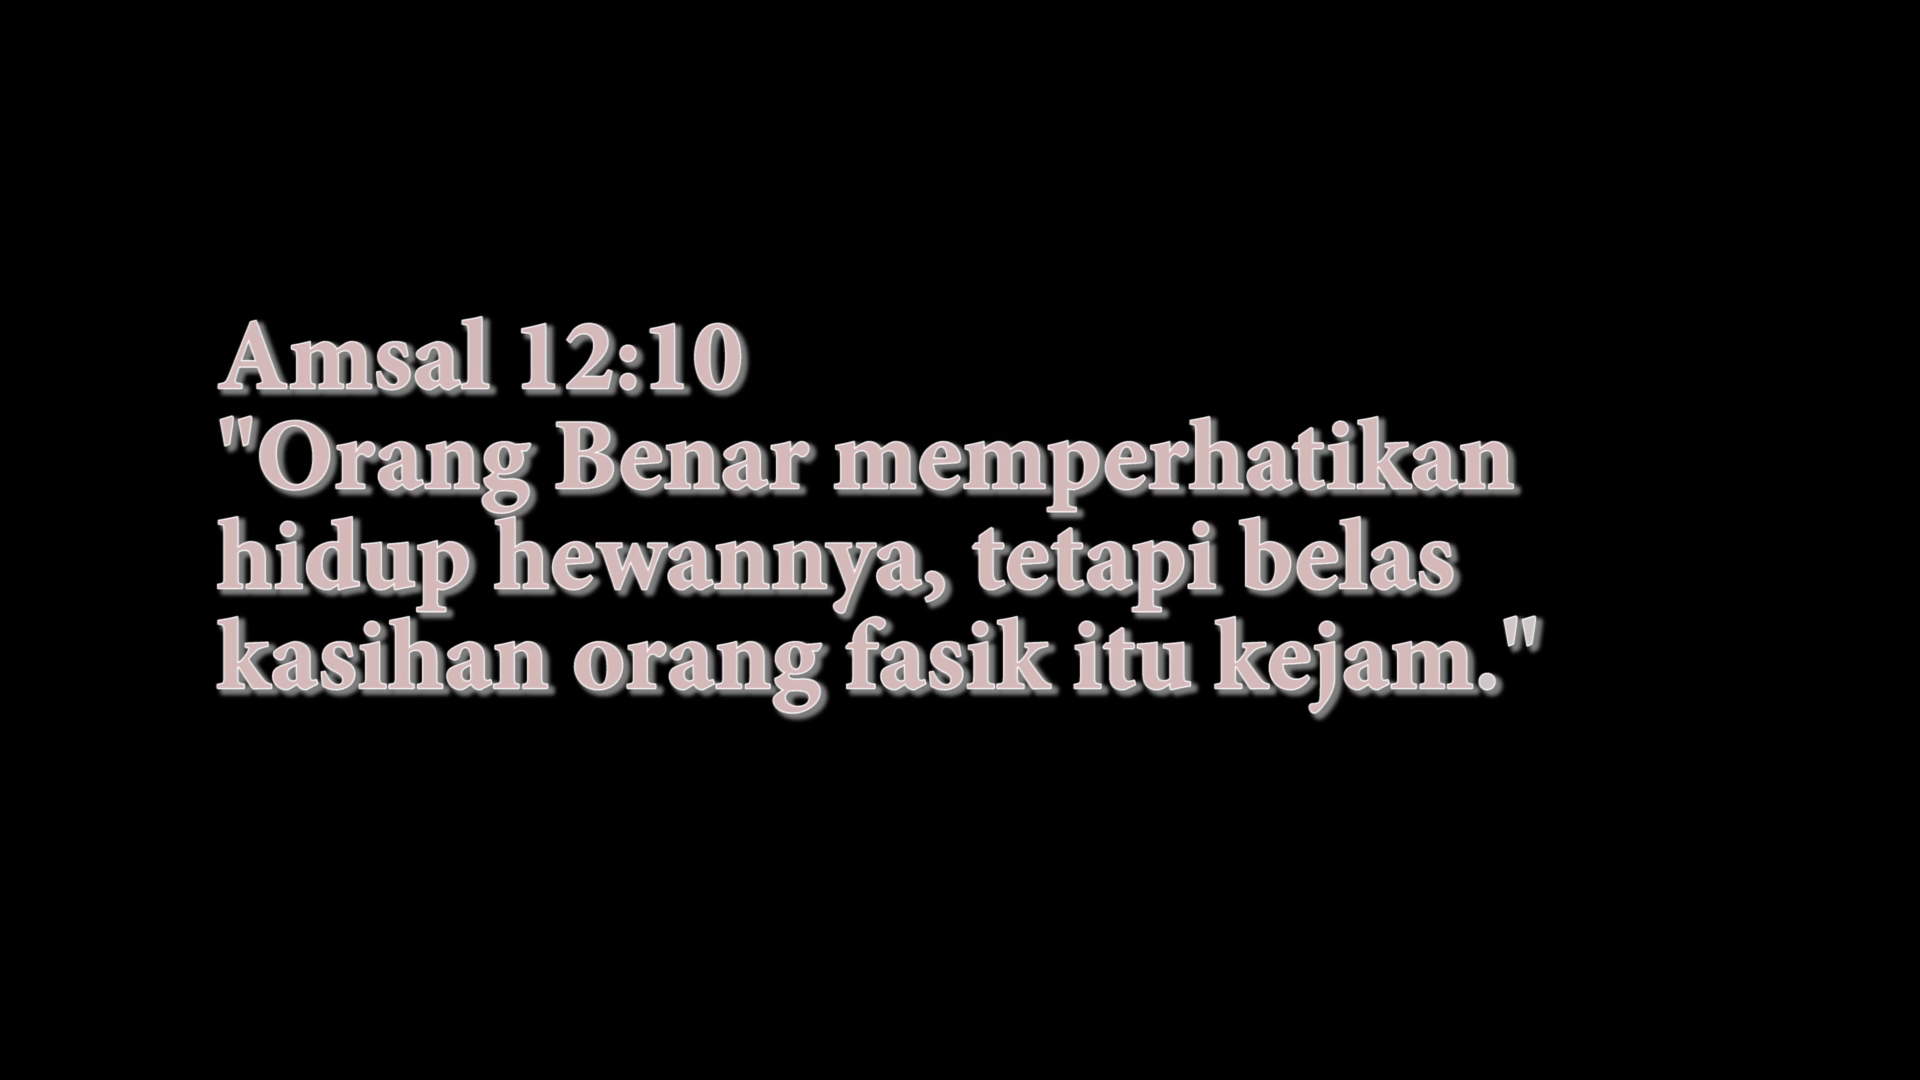 Amsal 12:10
"Orang Benar memperhatikan
hidup hewannya, tetapi belas
kasihan orang fasik itu kejam."